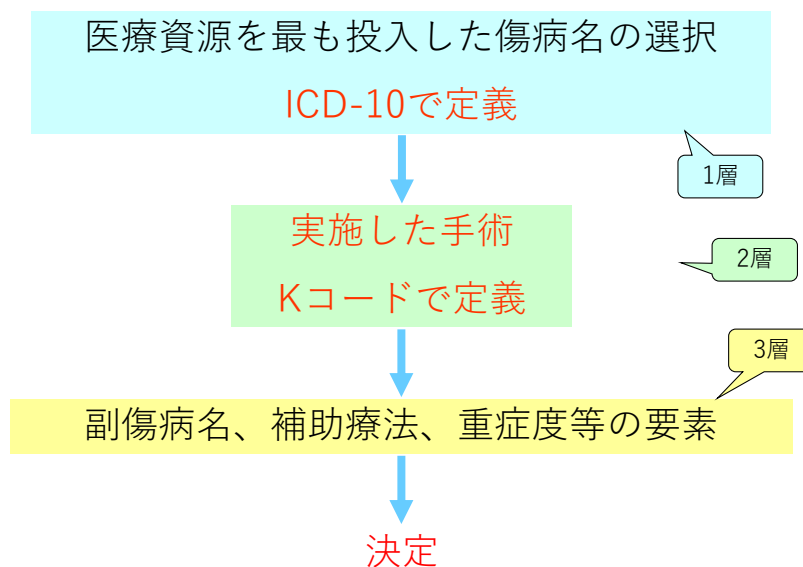 医療資源を最も投入した傷病名の選択
ICD-10で定義
1層
実施した手術
2層
Kコードで定義
3層
副傷病名、補助療法、重症度等の要素
決定